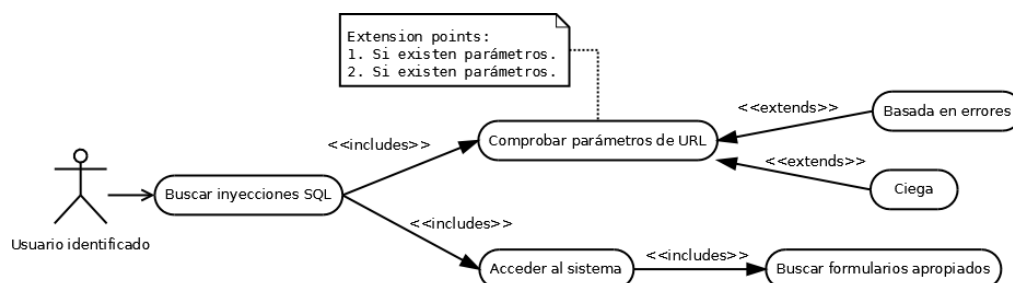 Extension points:
1. Si existen parámetros.
2. Si existen parámetros.
<<extends>>
Basada en errores
<<includes>>
Comprobar parámetros de URL
<<extends>>
Ciega
Buscar inyecciones SQL
Usuario identificado
<<includes>>
Acceder al sistema
<<includes>>
Buscar formularios apropiados